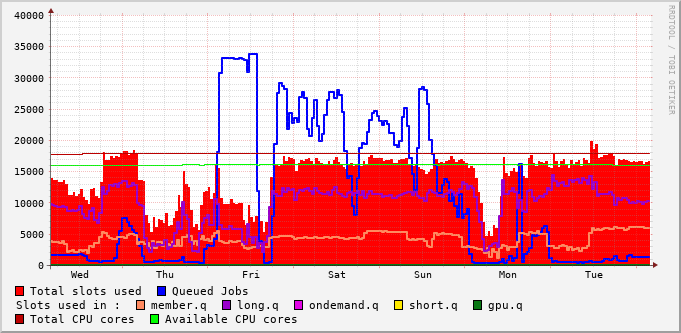 40000
35000
30000
25000
20000
15000
10000
5000
0
Wed Thu Fri Sat Sun Mon Tue
RRDTOOL / TOBI OETIKER
Total slots used Queued Jobs
Slots used in : member.q long.q ondemand.q short.q gpu.q
Total CPU cores Available CPU cores